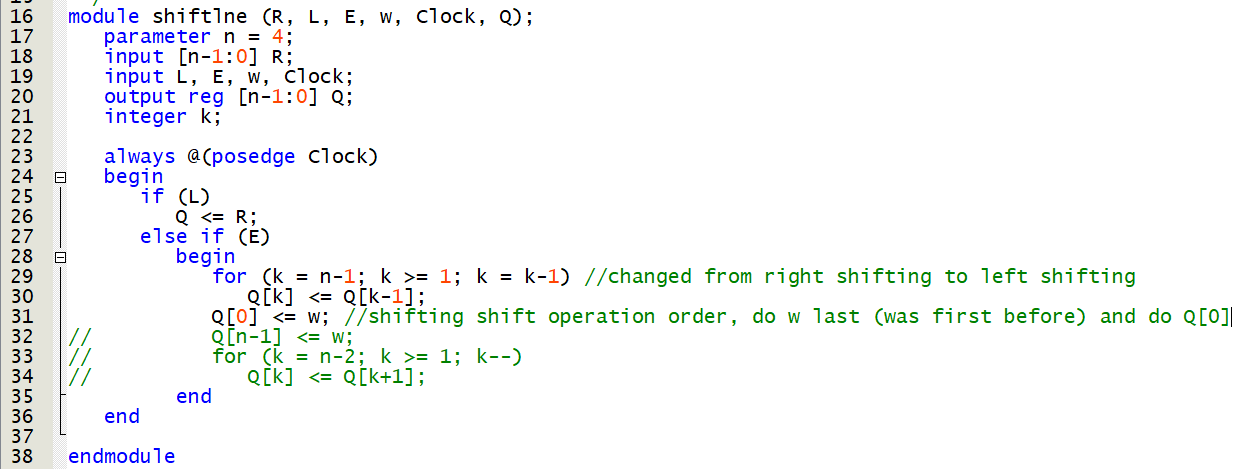 16 module shiftlne (R, L, E, w, Clock, Q);
17 parameter n = 4;
18 input [n-1:0] R;
19 input L, E, w, Clock;
20 output reg [n-1:0] Q;
21 integer k;
22
23 always @(posedge Clock)
24 begin
25 if (L)
26 Q <= R;
27 else if (E)
28 begin
29 for (k = n-1; k >= 1; k = k-1) //changed from right shifting to left shifting
30 Q[k] <= Q[k-1];
31 Q[0] <= w; //shifting shift operation order, do w last (was first before) and do Q[0]
32 // Q[n-1] <= w;
33 // for (k = n-2; k >= 1; k--)
34 // Q[k] <= Q[k+1];
35 end
36 end
37
38 endmodule